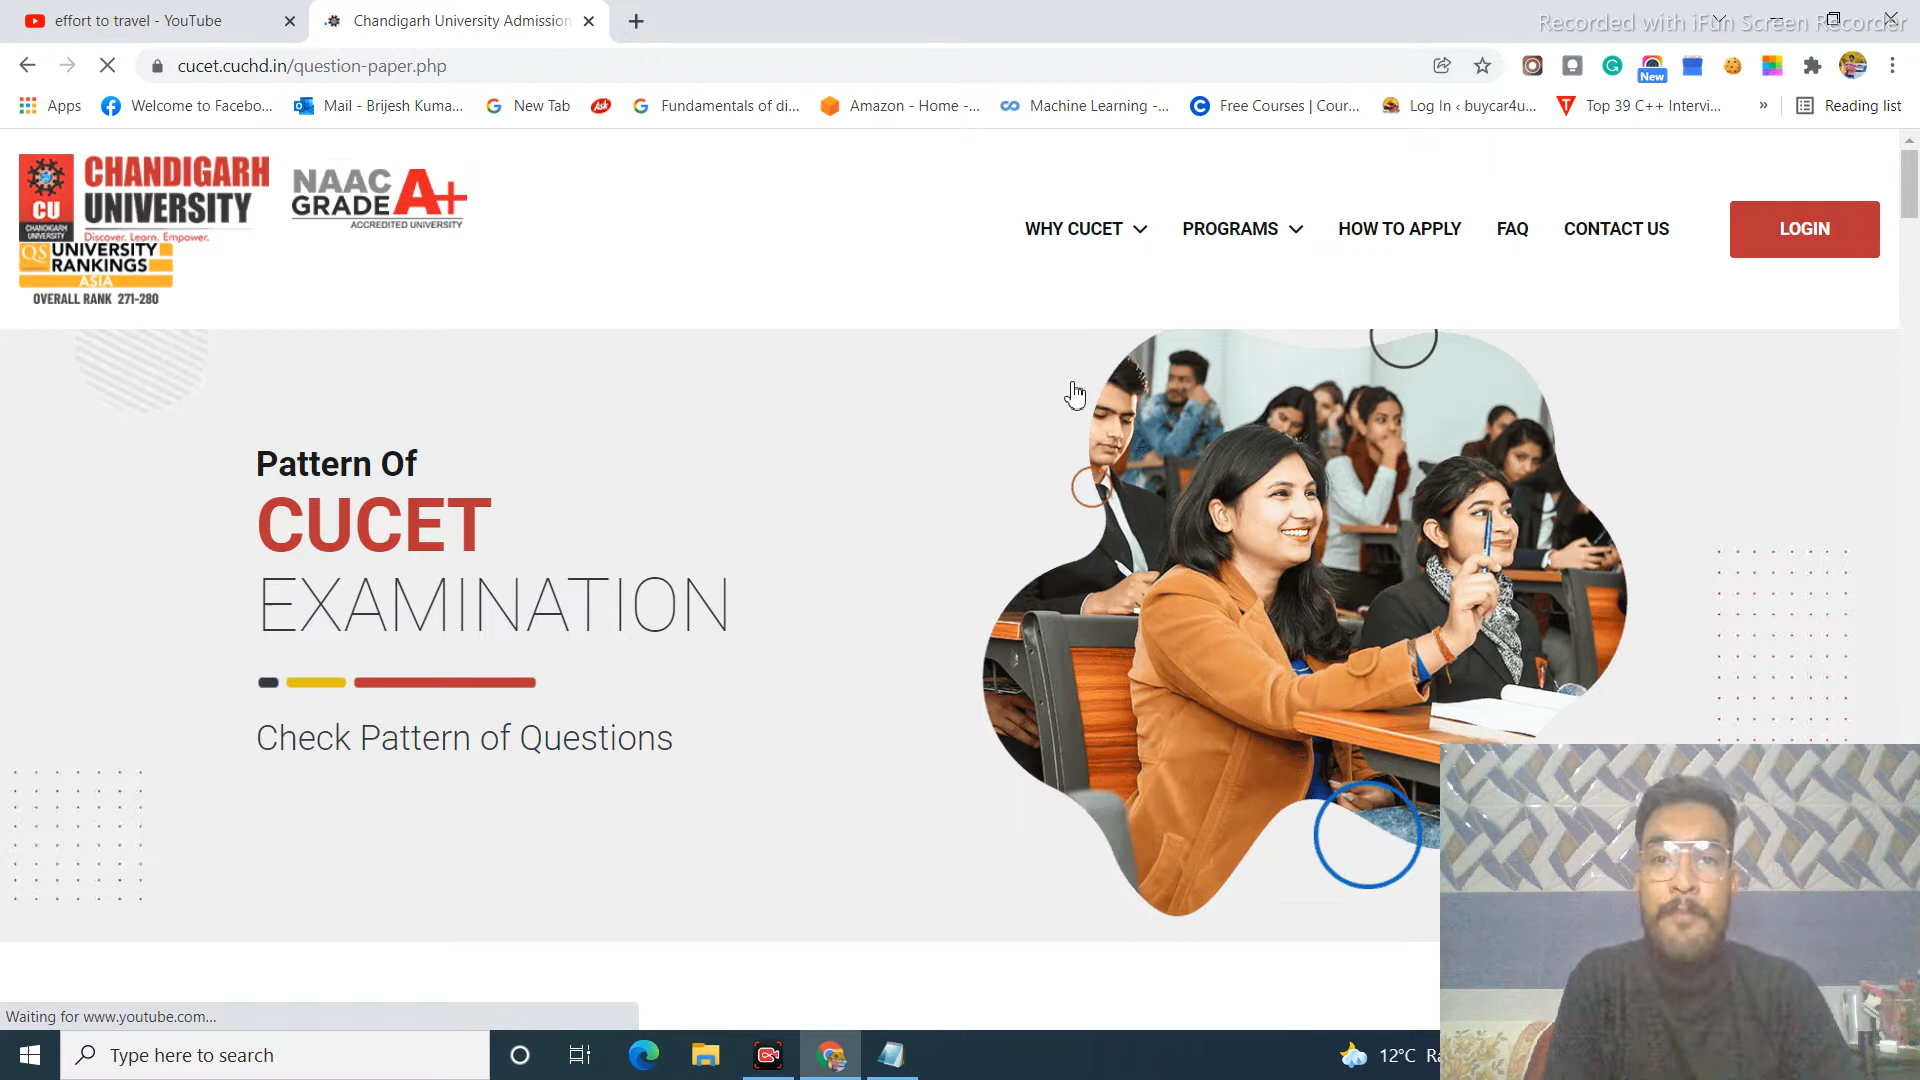 effort to travel - YouTube
Chandigarh University Admission
Recorded with iFun Screen Recorder
cucet.cuchd.in/question-paper.php
New
Apps
Welcome to Facebo...
Mail - Brijesh Kuma...
New Tab
Ask
Fundamentals of di...
Amazon - Home -...
Machine Learning -...
Free Courses | Cour...
Log In ‹ buycar4u...
Top 39 C++ Intervi...
»
Reading list
CU
CHANDIGARH
UNIVERSITY
CHANDIGARH
UNIVERSITY
Discover. Learn. Empower.
NAAC
GRADE A+
ACCREDITED UNIVERSITY
QS UNIVERSITY
RANKINGS
ASIA
OVERALL RANK 271-280
WHY CUCET
PROGRAMS
HOW TO APPLY
FAQ
CONTACT US
LOGIN
Pattern Of
CUCET
EXAMINATION
Check Pattern of Questions
Waiting for www.youtube.com...
Type here to search
12°C Ra